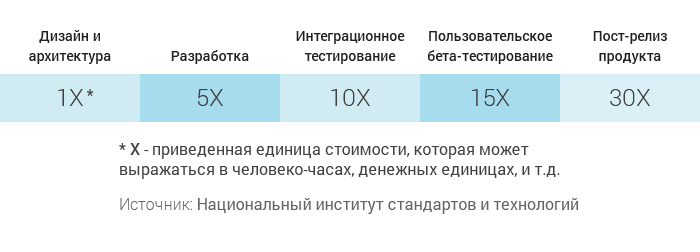 Дизайн и
архитектура
Разработка
Интеграционное
тестирование
Пользовательское
бета-тестирование
Пост-релиз
продукта
1X*
5X
10X
15X
30X
* X - приведенная единица стоимости, которая может
выражаться в человеко-часах, денежных единицах, и т.д.
Источник: Национальный институт стандартов и технологий